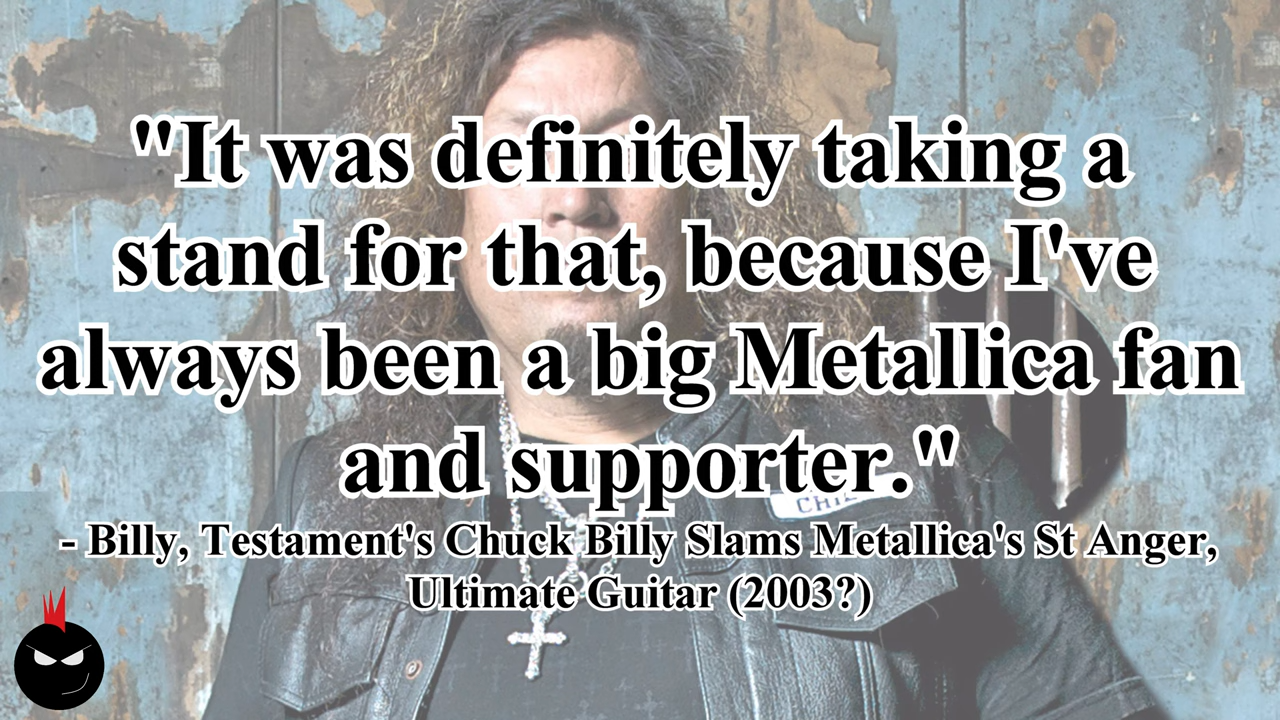 "It was definitely taking a
stand for that, because I've
always been a big Metallica fan
and supporter."
- Billy, Testament's Chuck Billy Slams Metallica's St Anger,
Ultimate Guitar (2003?)